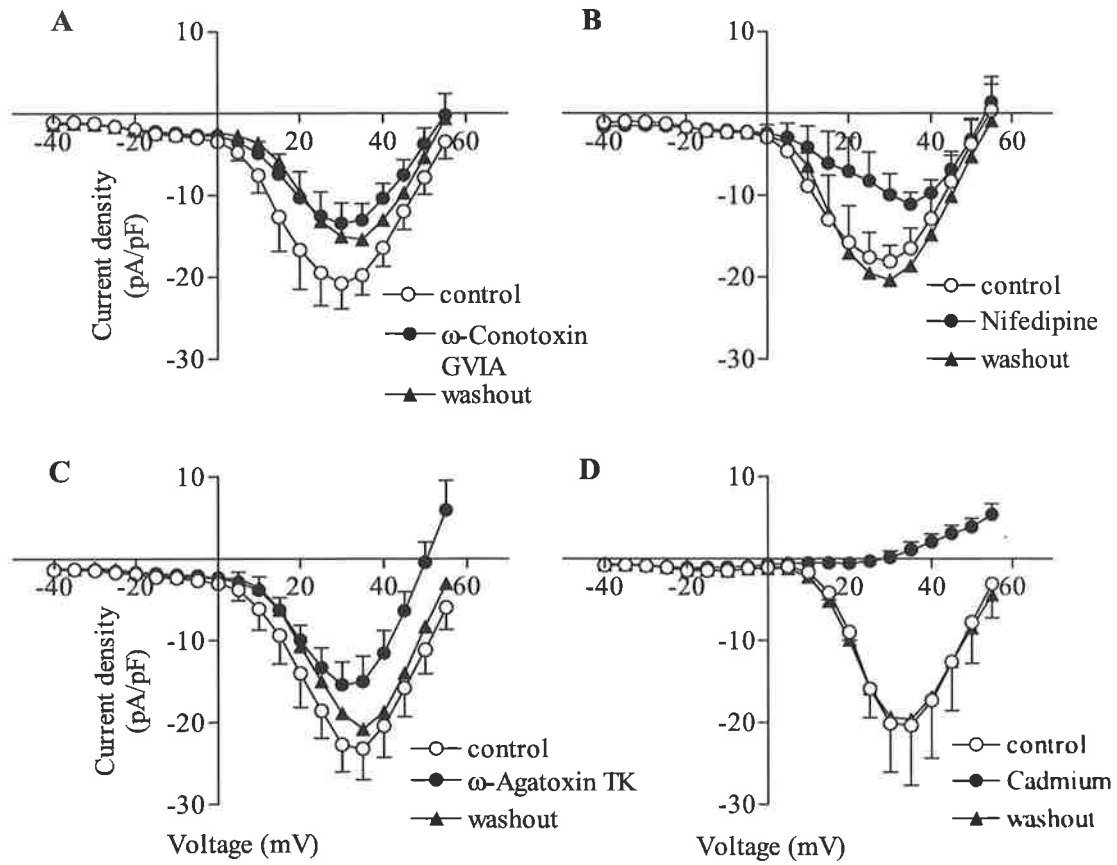 A
10
-40
-20
20
40
60
-10
-20
-30
Current density
(pA/pF)
control
ω-Conotoxin
GVIA
washout
B
10
-40
-20
20
40
60
-10
-20
-30
control
Nifedipine
washout
C
10
-40
-20
20
40
60
-10
-20
-30
Current density
(pA/pF)
Voltage (mV)
control
ω-Agatoxin TK
washout
D
10
-40
-20
20
40
60
-10
-20
-30
Voltage (mV)
control
Cadmium
washout